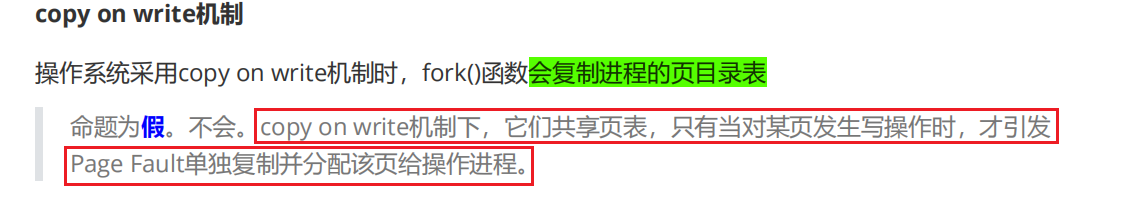 copy on write机制
操作系统采用copy on write机制时，fork()函数会复制进程的页目录表
命题为假。不会。copy on write机制下，它们共享页表，只有当对某页发生写操作时，才引发
Page Fault单独复制并分配该页给操作进程。